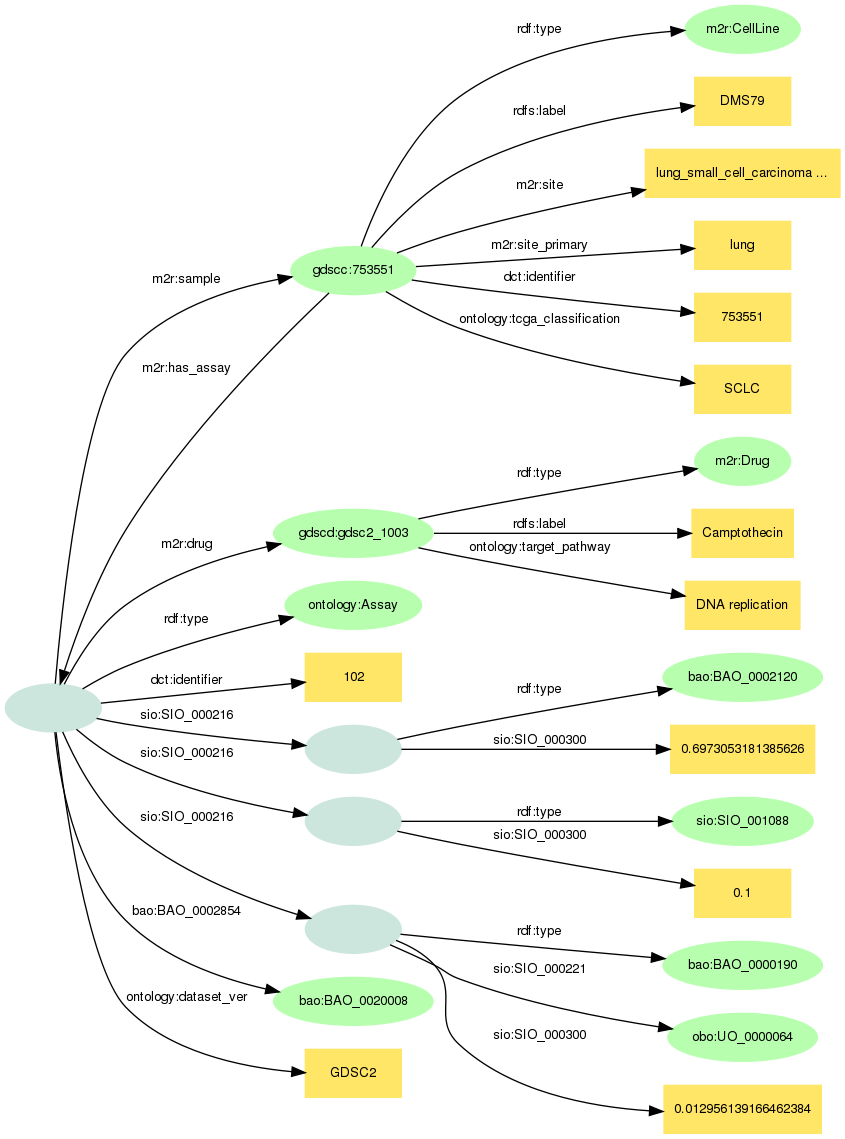 rdf:type
m2r:CellLine
rdfs:label
DMS79
m2r:site
lung_small_cell_carcinoma ...
m2r:site_primary
lung
gdscc:753551
m2r:sample
dct:identifier
753551
ontology:tcga_classification
m2r:has_assay
SCLC
rdf:type
m2r:Drug
rdfs:label
gdscd:gdsc2_1003
Camptothecin
m2r:drug
ontology:target_pathway
ontology:Assay
DNA replication
rdf:type
dct:identifier
102
rdf:type
bao:BAO_0002120
sio:SIO_000216
sio:SIO_000300
0.6973053181385626
sio:SIO_000216
rdf:type
sio:SIO_001088
sio:SIO_000216
sio:SIO_000300
0.1
bao:BAO_0002854
rdf:type
bao:BAO_0000190
sio:SIO_000221
ontology:dataset_ver
bao:BAO_0020008
sio:SIO_000300
obo:UO_0000064
GDSC2
0.012956139166462384